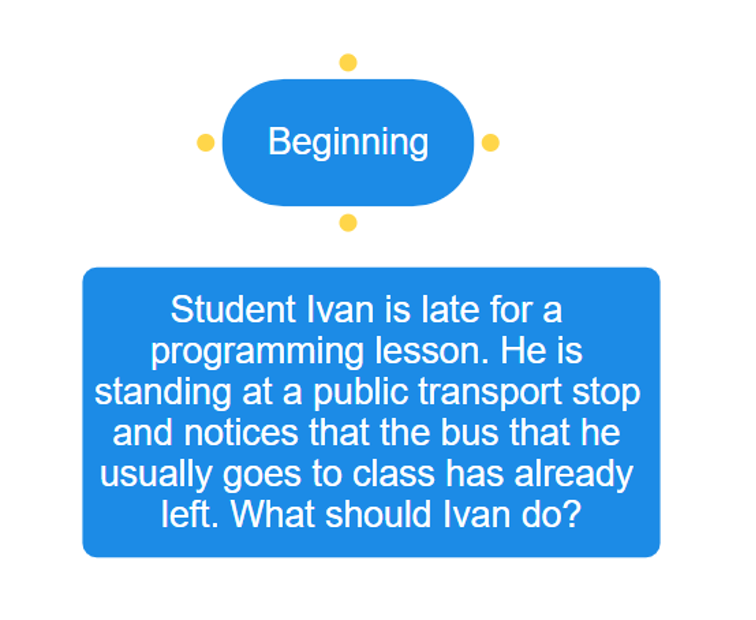 Beginning
Student Ivan is late for a
programming lesson. He is
standing at a public transport stop
and notices that the bus that he
usually goes to class has already
left. What should Ivan do?